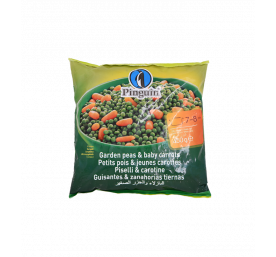 Pinguin
Garden peas & baby carrots
Petits pois & jeunes carottes
Piselli & carotine
Guisantes & zanahorias tiernas
البازلاء والجزر الصغير